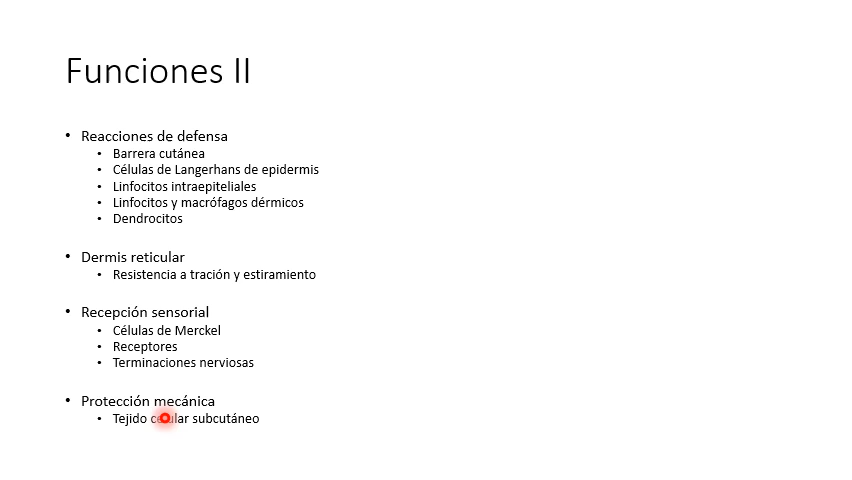 Funciones II
• Reacciones de defensa
• Barrera cutánea
• Células de Langerhans de epidermis
• Linfocitos intraepiteliales
• Linfocitos y macrófagos dérmicos
• Dendrocitos
• Dermis reticular
• Resistencia a tración y estiramiento
• Recepción sensorial
• Células de Merckel
• Receptores
• Terminaciones nerviosas
• Protección mecánica
• Tejido celular subcutáneo